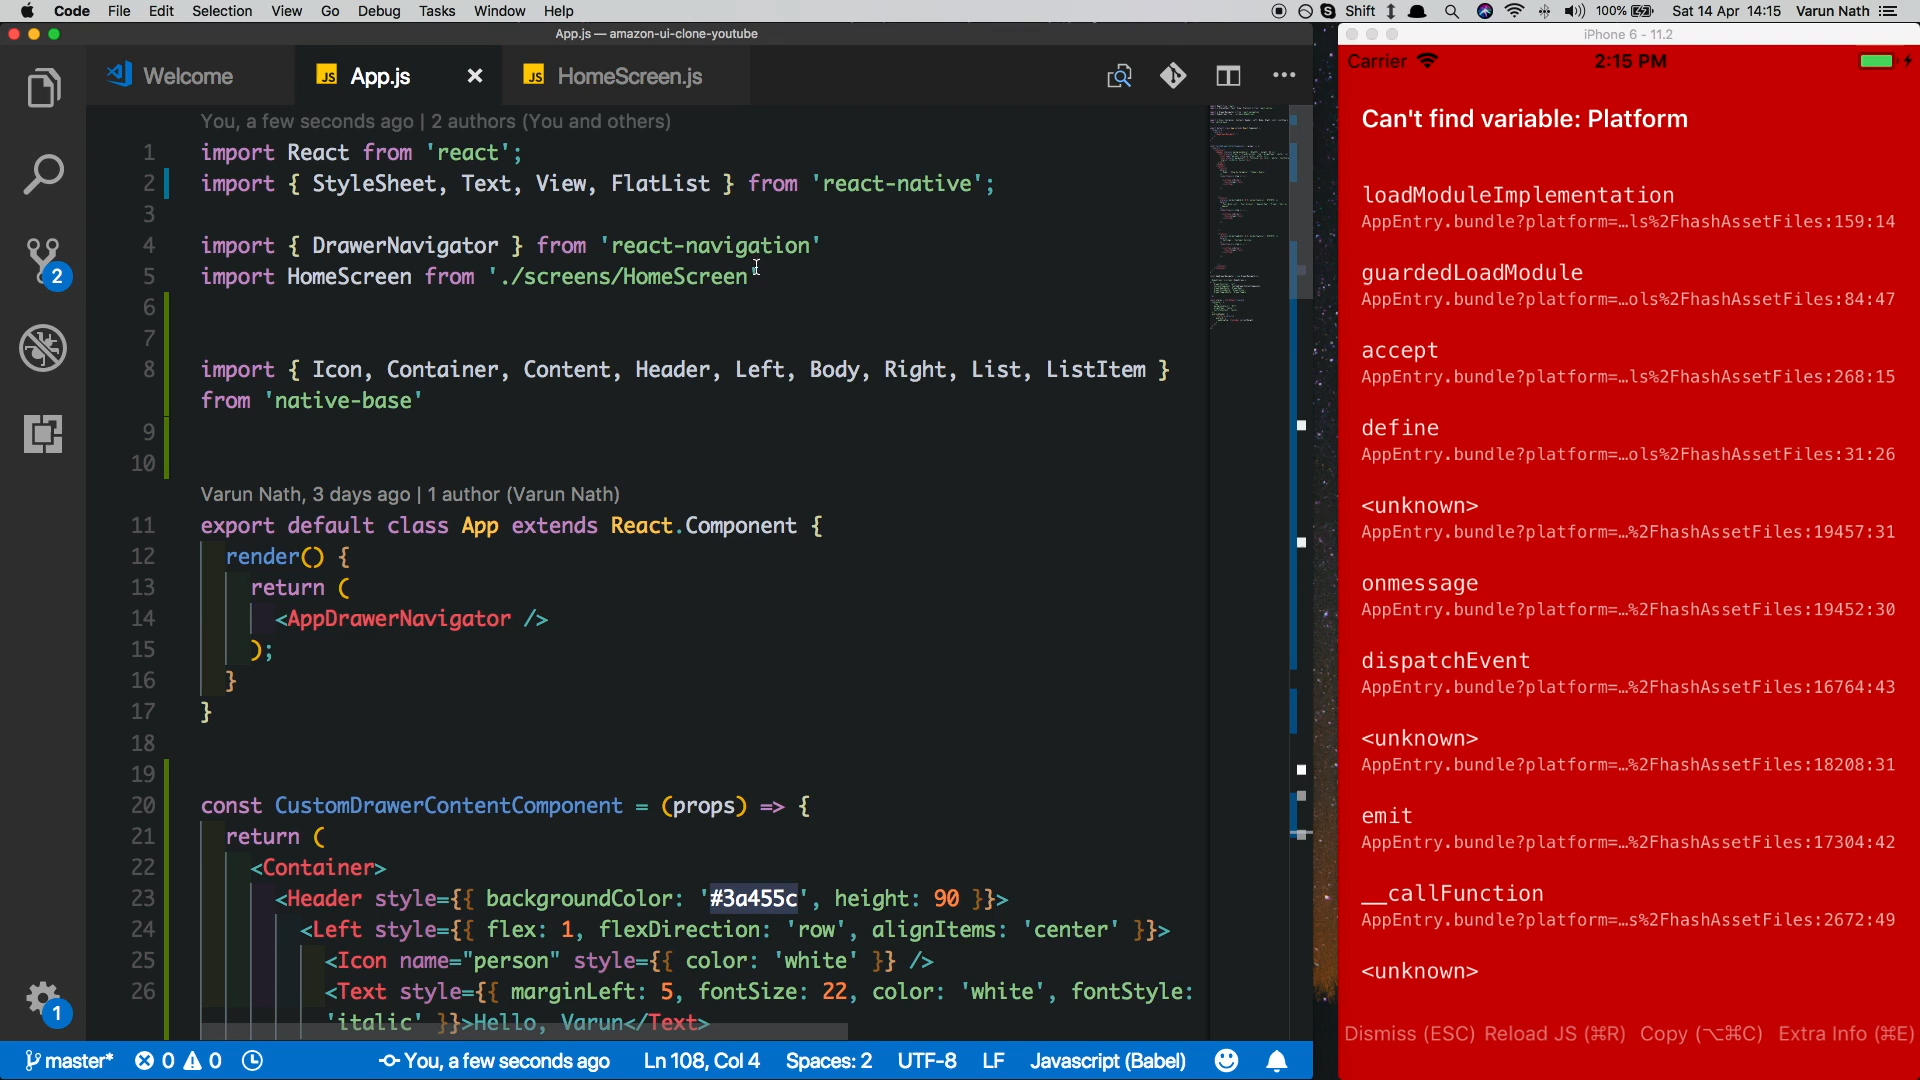 Code File Edit Selection View Go Debug Tasks Window Help
Shift 100% Sat 14 Apr 14:15 Varun Nath
App.js — amazon-ui-clone-youtube
Welcome
JS App.js
JS HomeScreen.js
You, a few seconds ago | 2 authors (You and others)
1 import React from 'react';
2 import { StyleSheet, Text, View, FlatList } from 'react-native';
3
4 import { DrawerNavigator } from 'react-navigation'
5 import HomeScreen from './screens/HomeScreen'
6
7
8 import { Icon, Container, Content, Header, Left, Body, Right, List, ListItem }
from 'native-base'
9
10
Varun Nath, 3 days ago | 1 author (Varun Nath)
11 export default class App extends React.Component {
12 render() {
13 return (
14 <AppDrawerNavigator />
15 );
16 }
17 }
18
19
20 const CustomDrawerContentComponent = (props) => {
21 return (
22 <Container>
23 <Header style={{ backgroundColor: '#3a455c', height: 90 }}>
24 <Left style={{ flex: 1, flexDirection: 'row', alignItems: 'center' }}>
25 <Icon name="person" style={{ color: 'white' }} />
26 <Text style={{ marginLeft: 5, fontSize: 22, color: 'white', fontStyle:
'italic' }}>Hello, Varun</Text>
2
1
master* 0 0 You, a few seconds ago Ln 108, Col 4 Spaces: 2 UTF-8 LF Javascript (Babel)
iPhone 6 - 11.2
Carrier 2:15 PM
Can't find variable: Platform
loadModuleImplementation
AppEntry.bundle?platform=…ls%2FhashAssetFiles:159:14
guardedLoadModule
AppEntry.bundle?platform=…ols%2FhashAssetFiles:84:47
accept
AppEntry.bundle?platform=…ls%2FhashAssetFiles:268:15
define
AppEntry.bundle?platform=…ols%2FhashAssetFiles:31:26
<unknown>
AppEntry.bundle?platform=…%2FhashAssetFiles:19457:31
onmessage
AppEntry.bundle?platform=…%2FhashAssetFiles:19452:30
dispatchEvent
AppEntry.bundle?platform=…%2FhashAssetFiles:16764:43
<unknown>
AppEntry.bundle?platform=…%2FhashAssetFiles:18208:31
emit
AppEntry.bundle?platform=…%2FhashAssetFiles:17304:42
__callFunction
AppEntry.bundle?platform=…s%2FhashAssetFiles:2672:49
<unknown>
Dismiss (ESC) Reload JS (⌘R) Copy (⌥⌘C) Extra Info (⌘E)